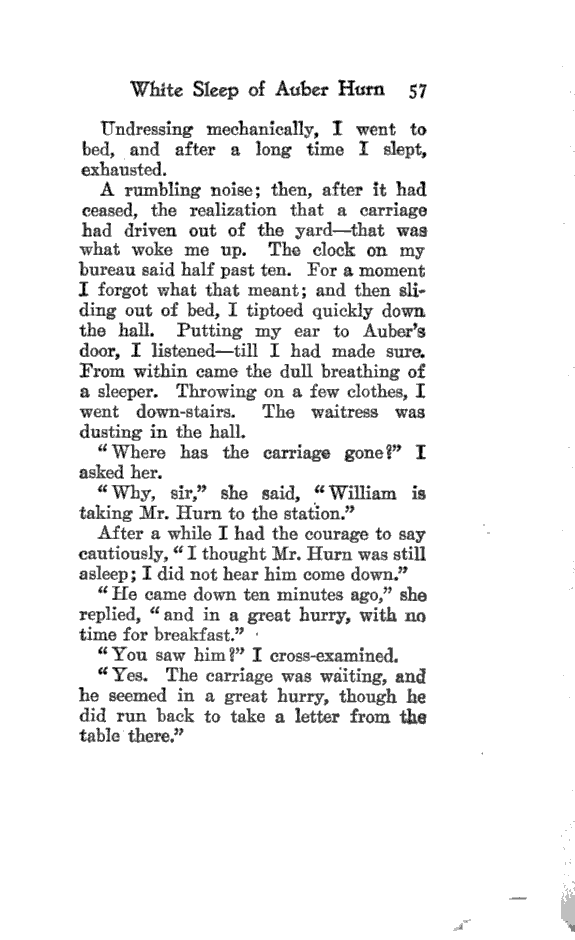 White Sleep of Auber Hurn 57
Undressing mechanically, I went to
bed, and after a long time I slept,
exhausted.
A rumbling noise; then, after it had
ceased, the realization that a carriage
had driven out of the yard—that was
what woke me up. The clock on my
bureau said half past ten. For a moment
I forgot what that meant; and then sli-
ding out of bed, I tiptoed quickly down
the hall. Putting my ear to Auber's
door, I listened—till I had made sure.
From within came the dull breathing of
a sleeper. Throwing on a few clothes, I
went down-stairs. The waitress was
dusting in the hall.
"Where has the carriage gone?" I
asked her.
"Why, sir," she said, "William is
taking Mr. Hurn to the station."
After a while I had the courage to say
cautiously, "I thought Mr. Hurn was still
asleep; I did not hear him come down."
"He came down ten minutes ago," she
replied, "and in a great hurry, with no
time for breakfast."
"You saw him?" I cross-examined.
"Yes. The carriage was waiting, and
he seemed in a great hurry, though he
did run back to take a letter from the
table there."